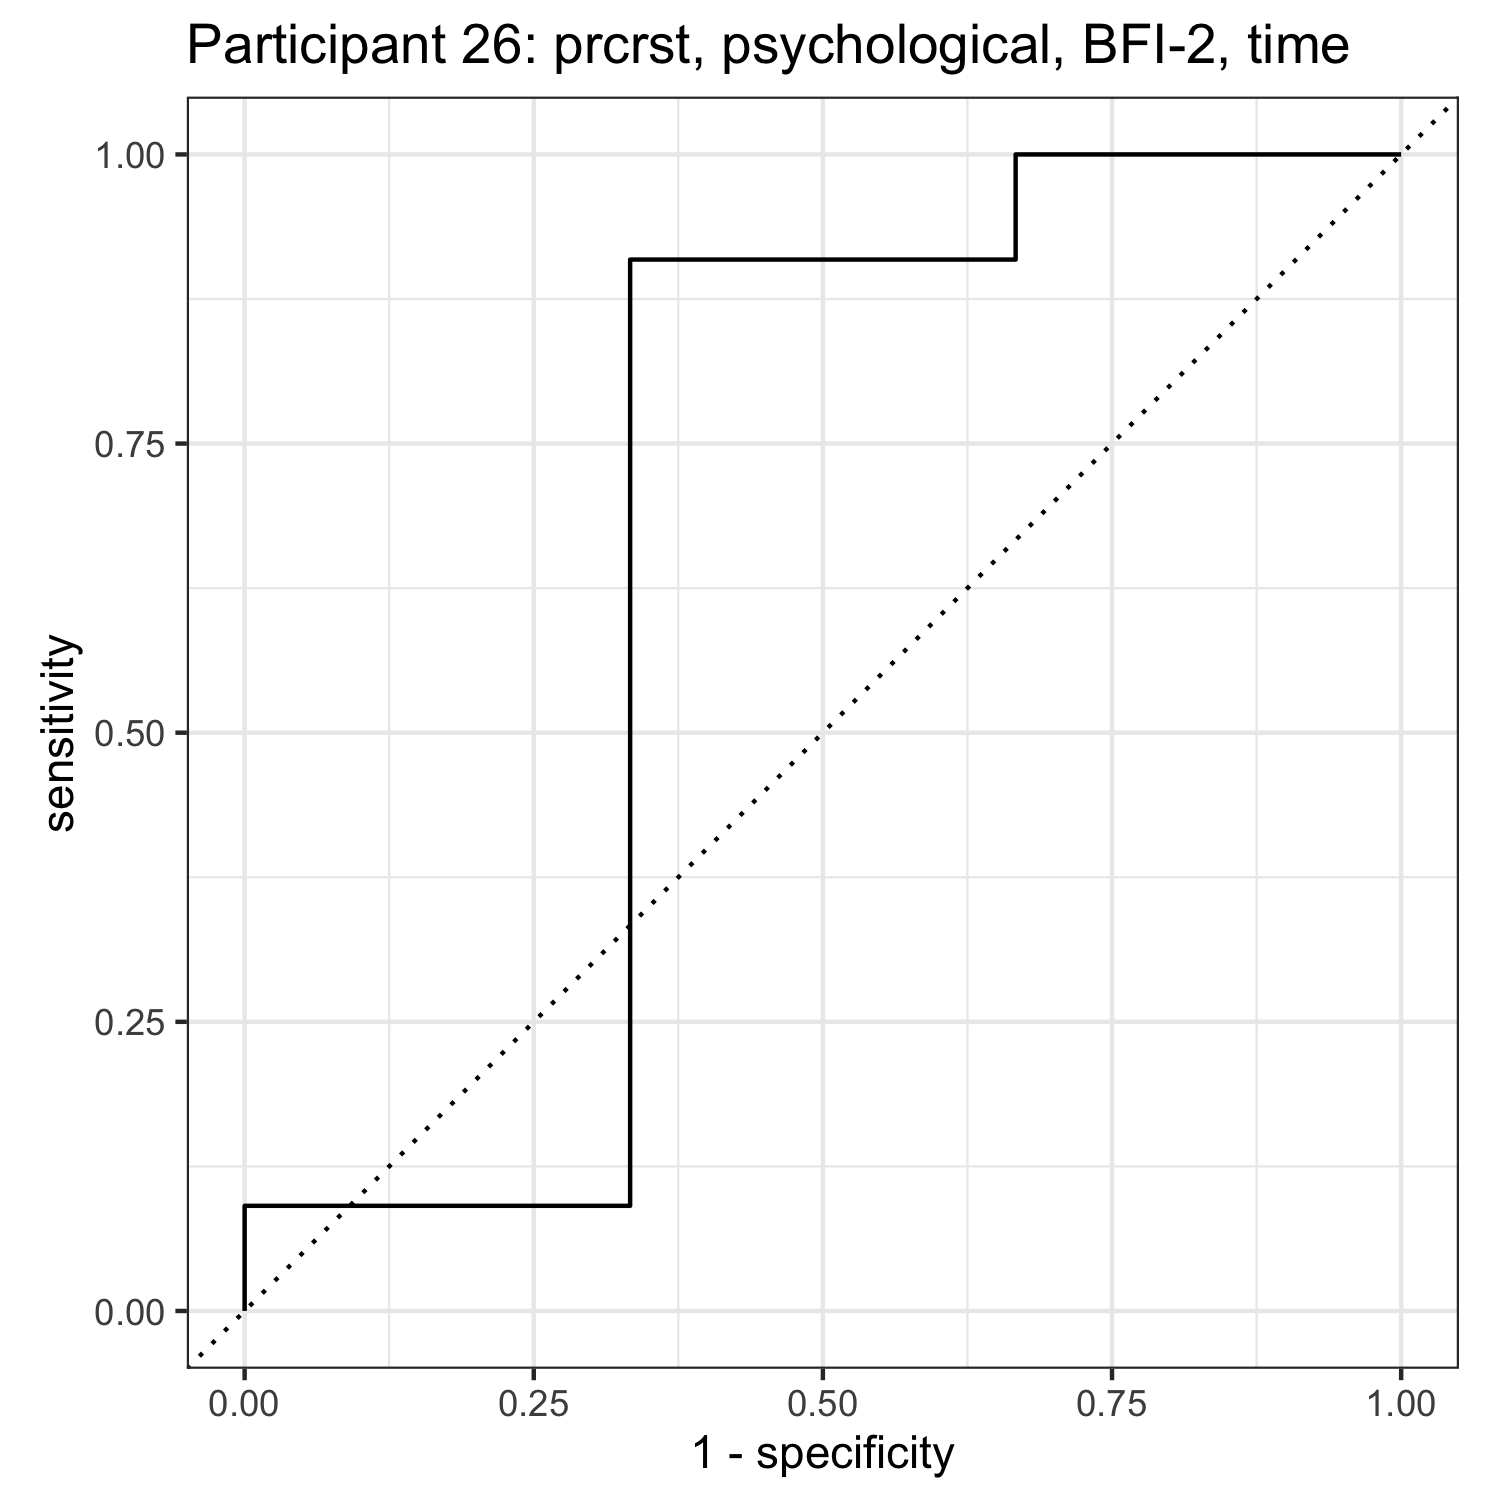 Participant 26: prcrst, psychological, BFI-2, time
1.00
0.75
0.50
0.25
0.00
sensitivity
0.00 0.25 0.50 0.75 1.00
1 - specificity